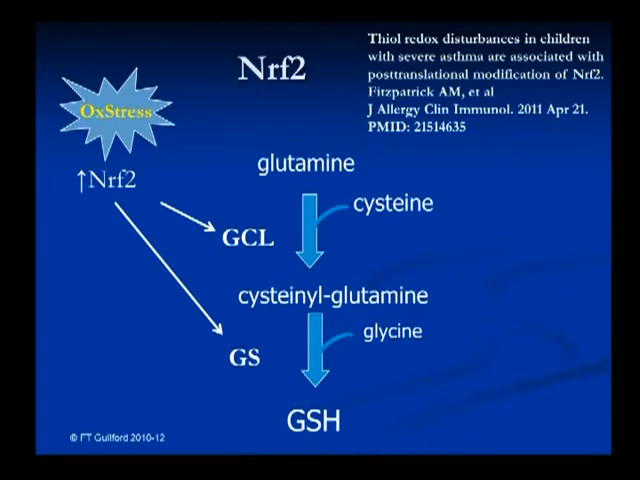 Nrf2
Thiol redox disturbances in children
with severe asthma are associated with
posttranslational modification of Nrf2.
Fitzpatrick AM, et al
J Allergy Clin Immunol. 2011 Apr 21.
PMID: 21514635
OxStress
↑Nrf2
glutamine
cysteine
GCL
cysteinyl-glutamine
glycine
GS
GSH
© FT Guilford 2010-12